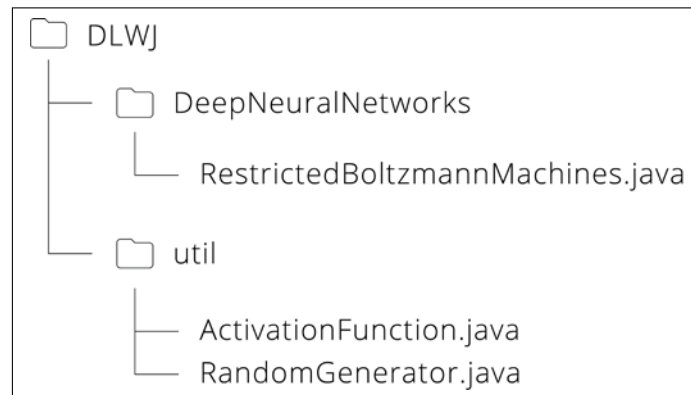 DLWJ
DeepNeuralNetworks
RestrictedBoltzmannMachines.java
util
ActivationFunction.java
RandomGenerator.java